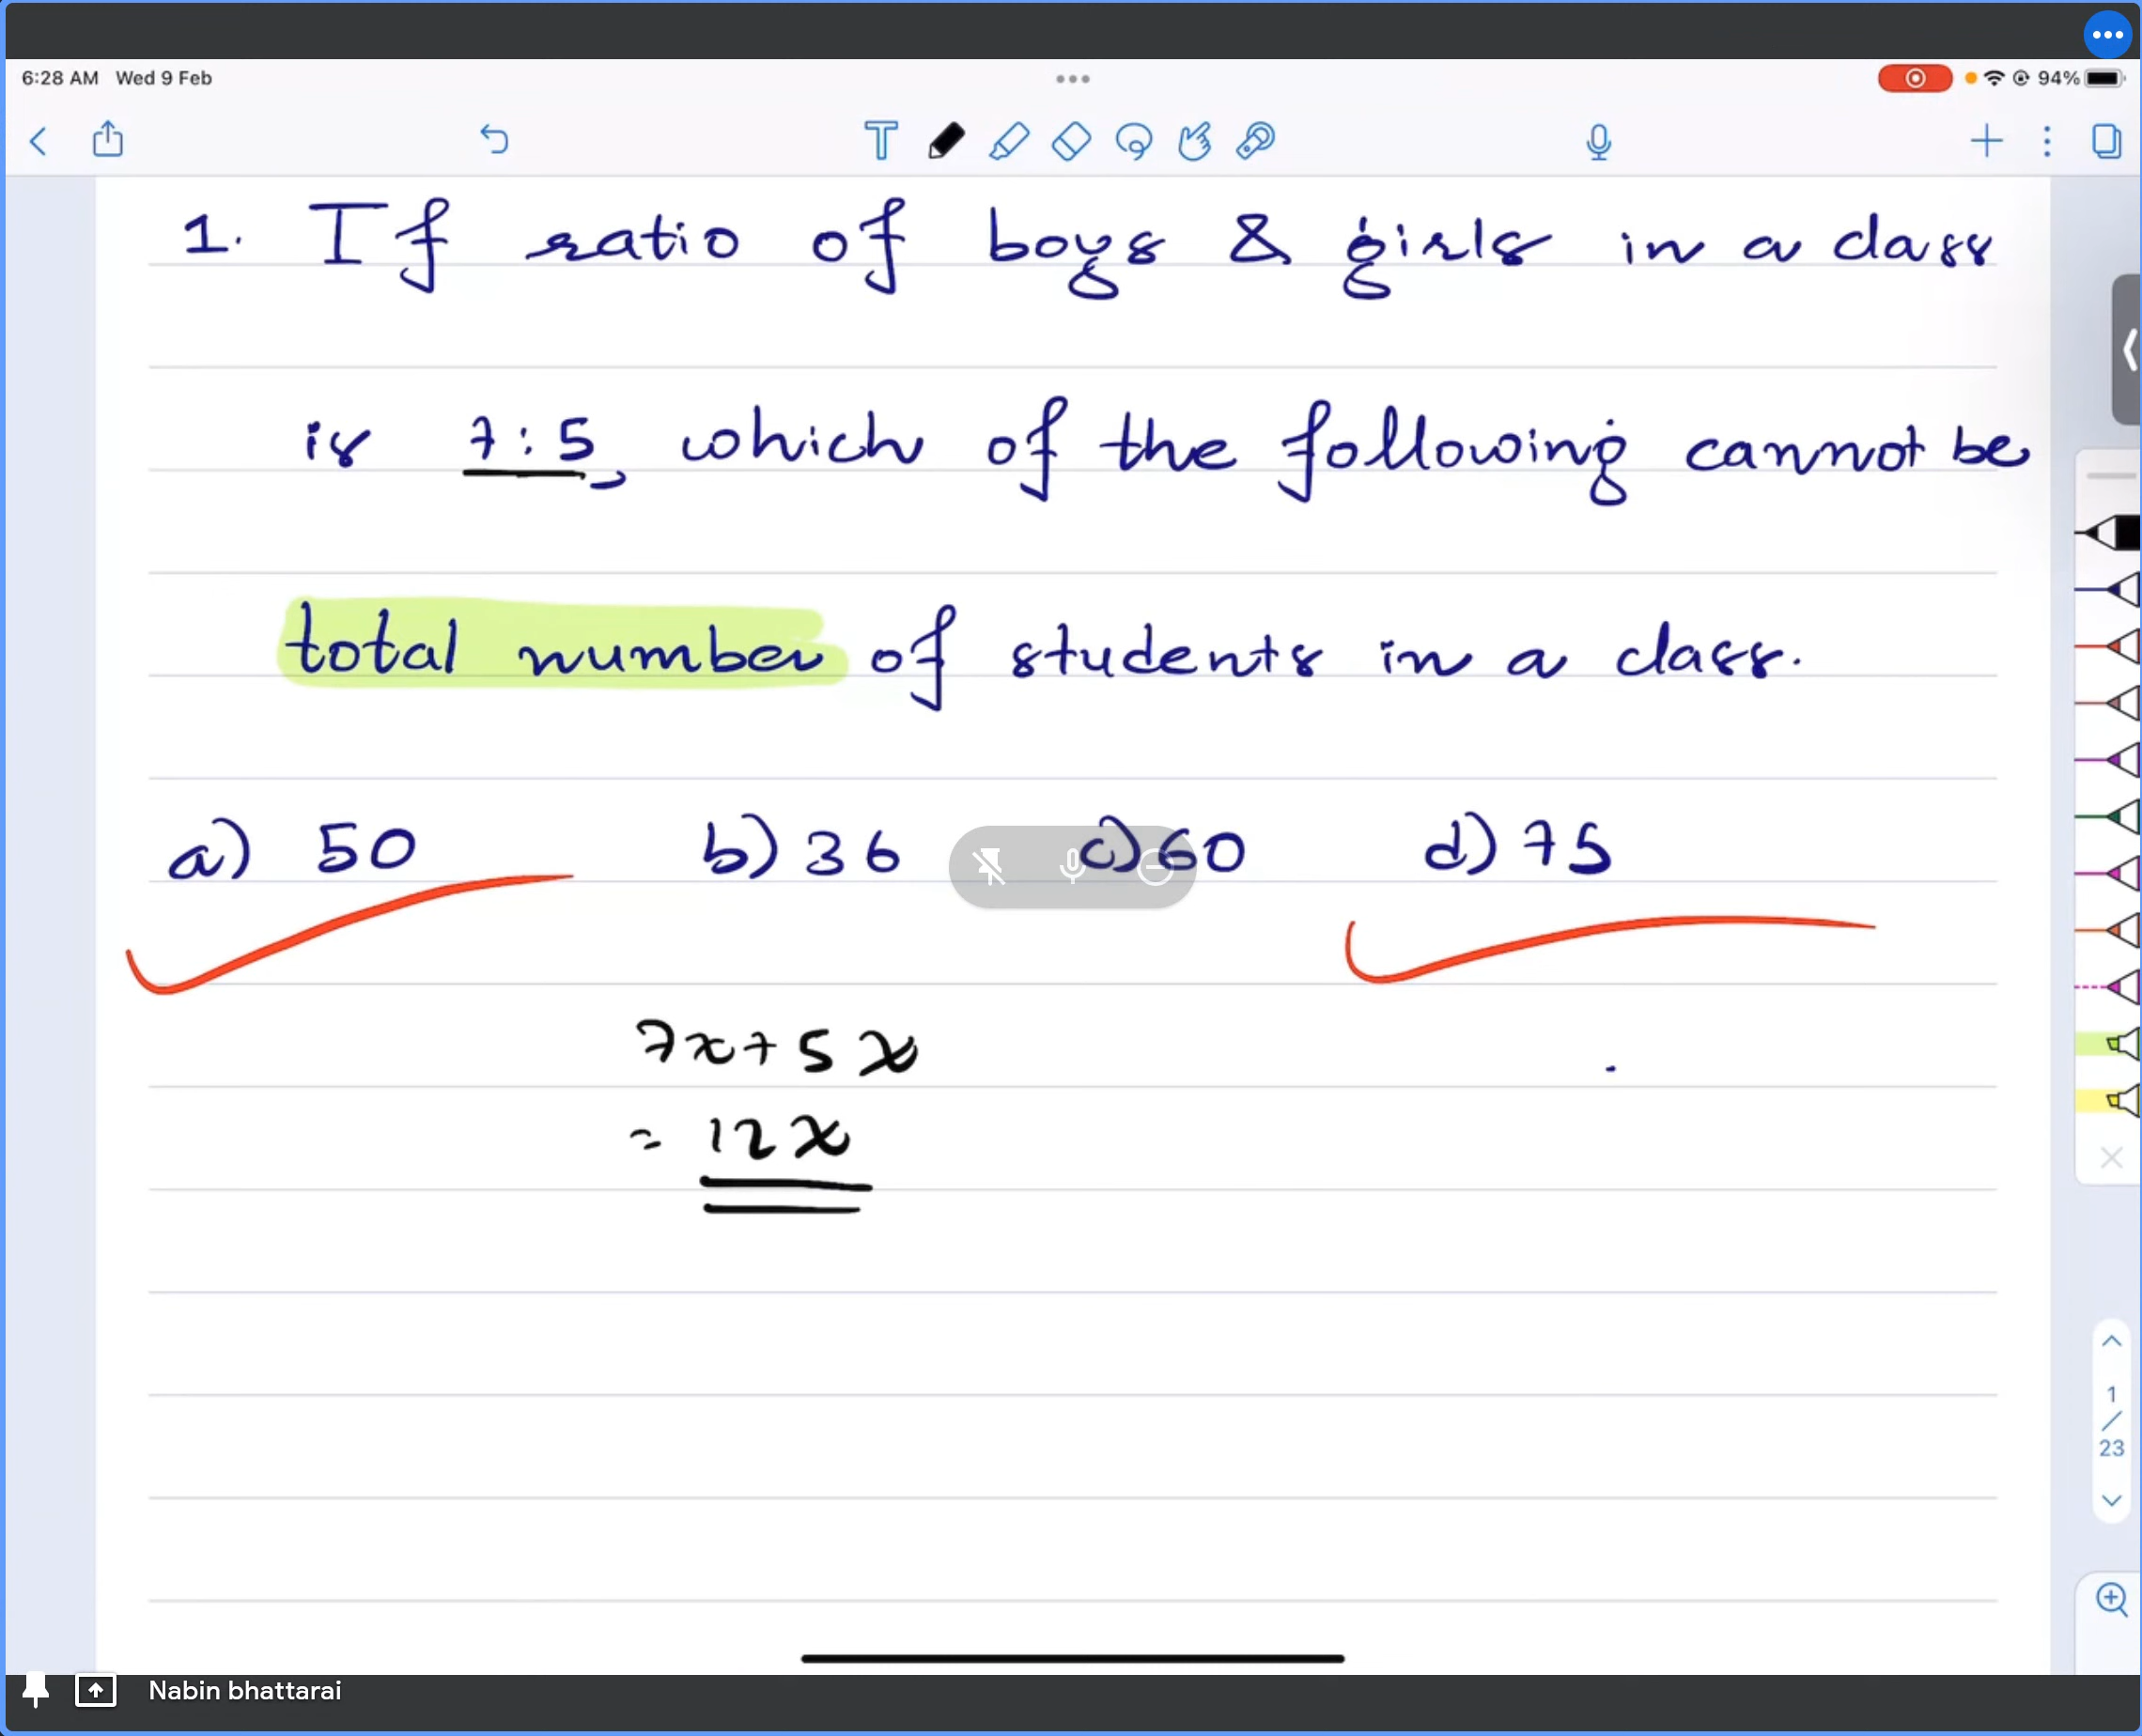 6:28 AM Wed 9 Feb
94%
1. If ratio of boys & girls in a class
is 7:5, which of the following cannot be
total number of students in a class.
a) 50 b) 36 c) 60 d) 75
7x+5x
= 12x
1
/
23
Nabin bhattarai